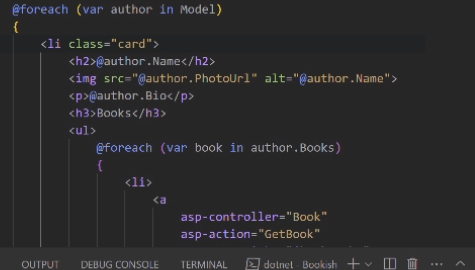 @foreach (var author in Model)
{
<li class="card">
<h2>@author.Name</h2>
<img src="@author.PhotoUrl" alt="@author.Name">
<p>@author.Bio</p>
<h3>Books</h3>
<ul>
@foreach (var book in author.Books)
{
<li>
<a
asp-controller="Book"
asp-action="GetBook"
OUTPUT DEBUG CONSOLE TERMINAL dotnet - Bookish